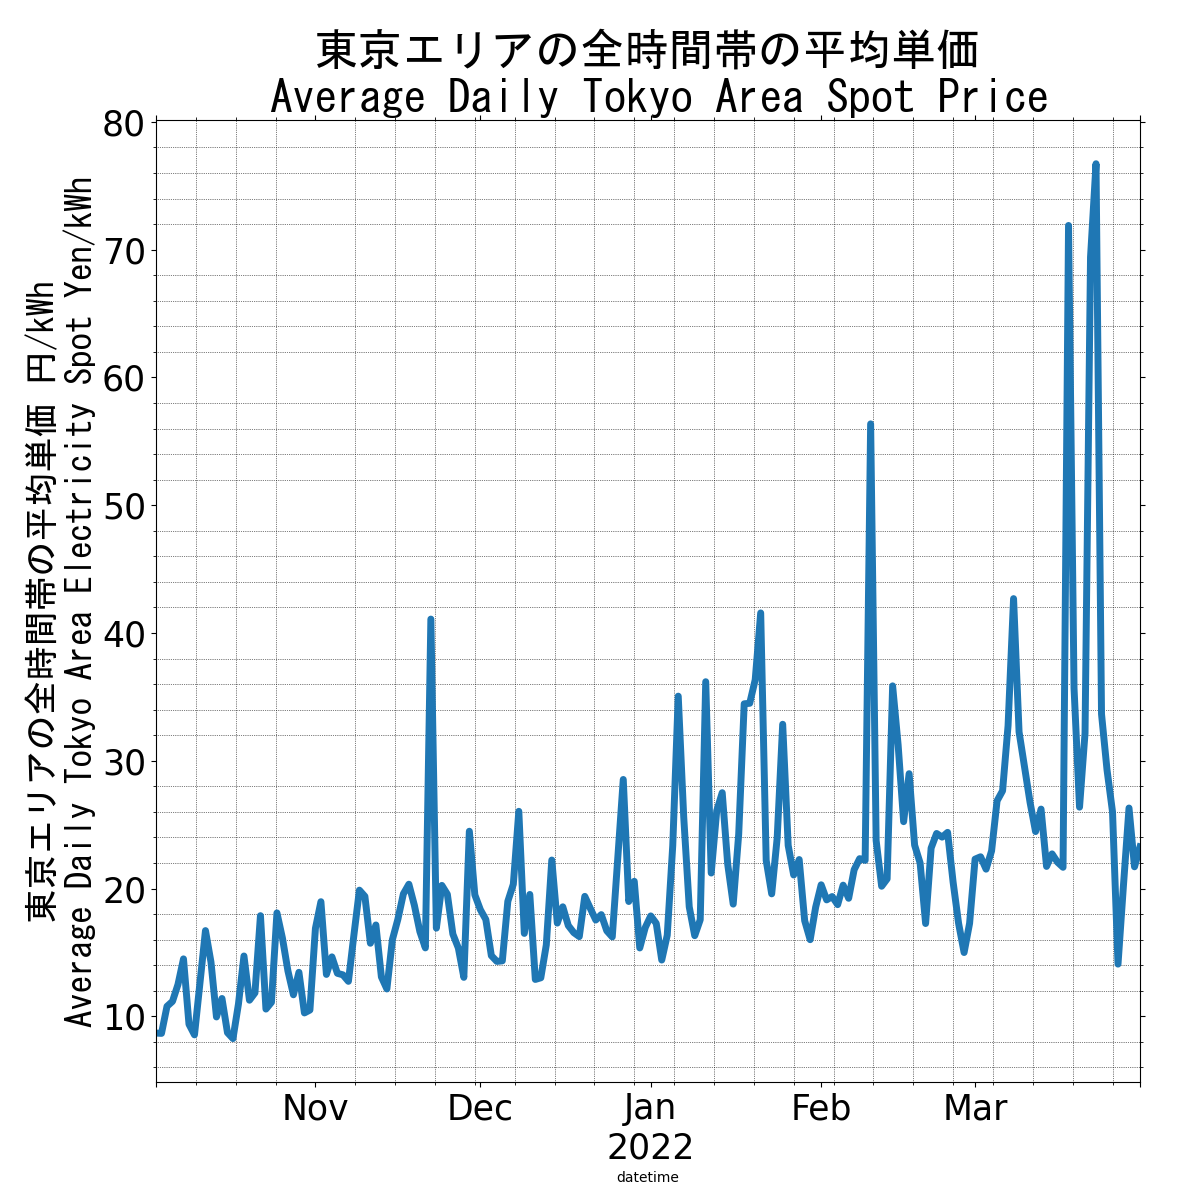 東京エリアの全時間帯の平均単価
Average Daily Tokyo Area Spot Price
東京エリアの全時間帯の平均単価 円/kWh
Average Daily Tokyo Area Electricity Spot Yen/kWh
80
70
60
50
40
30
20
10
Nov
Dec
Jan
2022
Feb
Mar
datetime